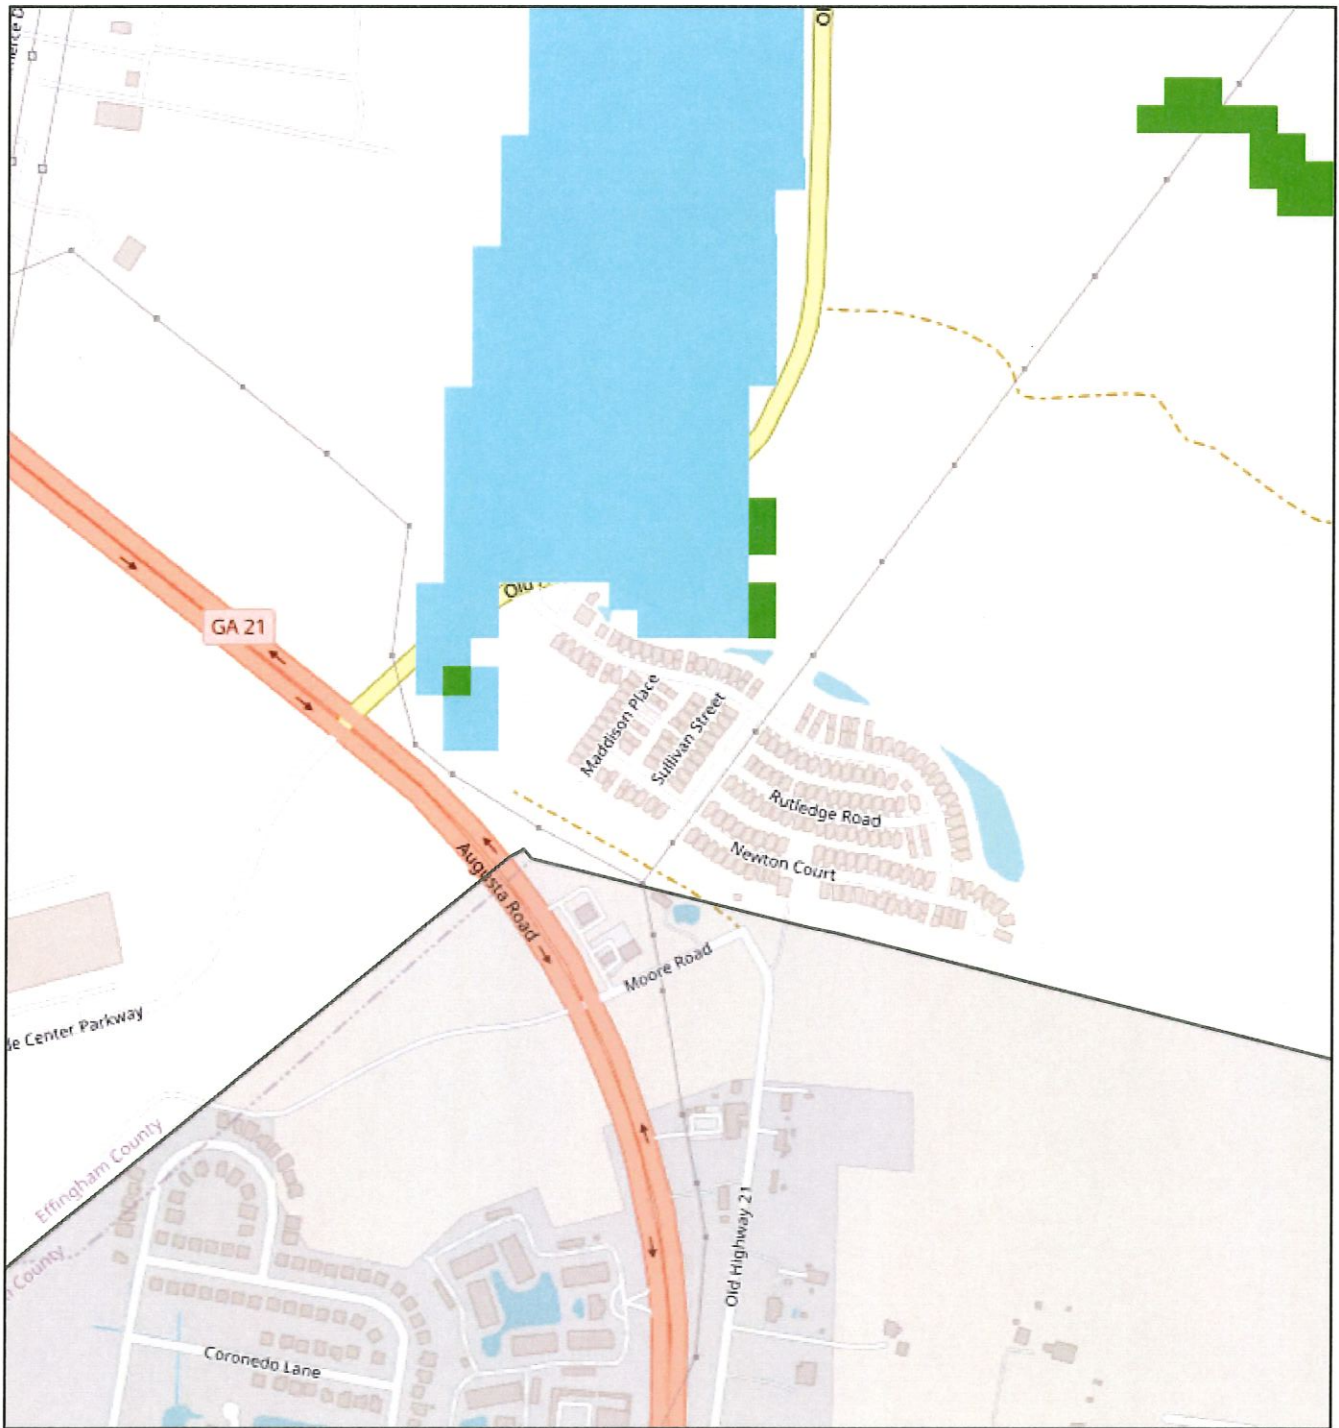 GA 21
Maddison Place
Sullivan Street
Rutledge Road
Newton Court
Augusta Road
Moore Road
Center Parkway
Effingham County
County
Old Highway 21
Coronedo Lane